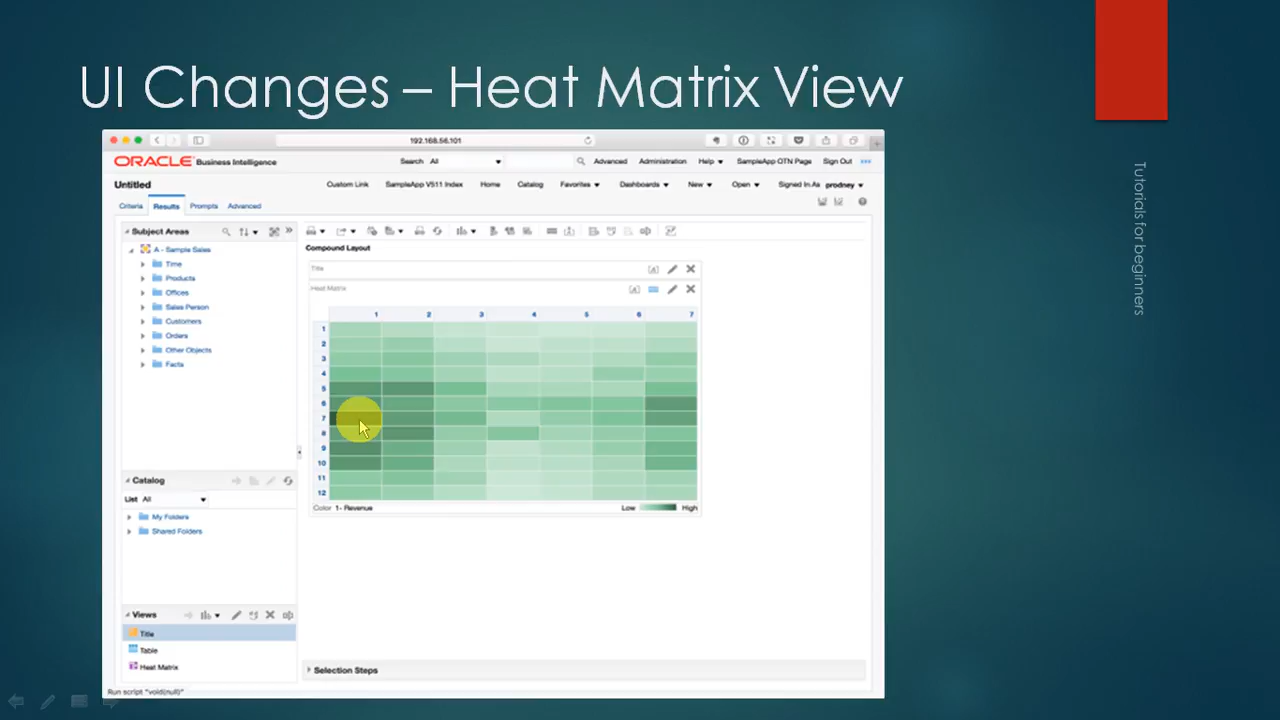 UI Changes – Heat Matrix View
Tutorials for beginners
192.168.56.101
ORACLE Business Intelligence
Search All
Advanced Administration Help SampleApp OTN Page Sign Out
Untitled
Custom Link SampleApp V511 Index Home Catalog Favorites Dashboards New Open Signed In As prodney
Criteria Results Prompts Advanced
Subject Areas
A - Sample Sales
Time
Products
Offices
Sales Person
Customers
Orders
Other Objects
Facts
Catalog
List All
My Folders
Shared Folders
Views
Title
Table
Heat Matrix
Run script "void(null)"
Compound Layout
Title
Heat Matrix
1 2 3 4 5 6 7
1
2
3
4
5
6
7
8
9
10
11
12
Color 1- Revenue Low High
Selection Steps